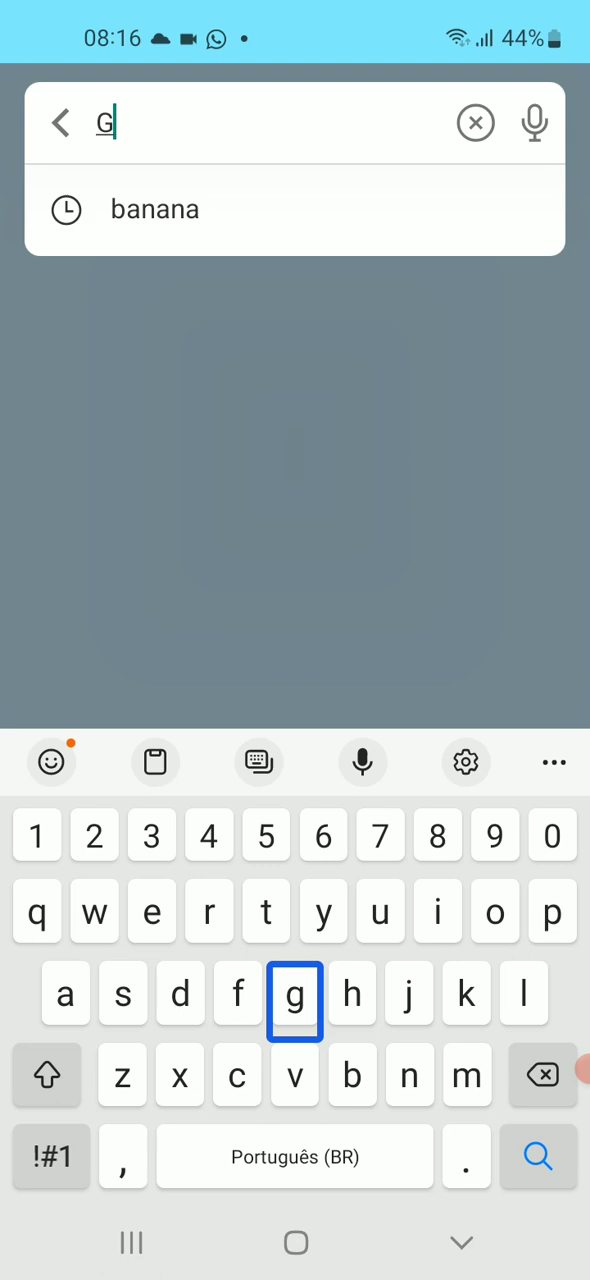 08:16 44%
G
banana
1 2 3 4 5 6 7 8 9 0
q w e r t y u i o p
a s d f g h j k l
z x c v b n m
!#1 , Português (BR) .